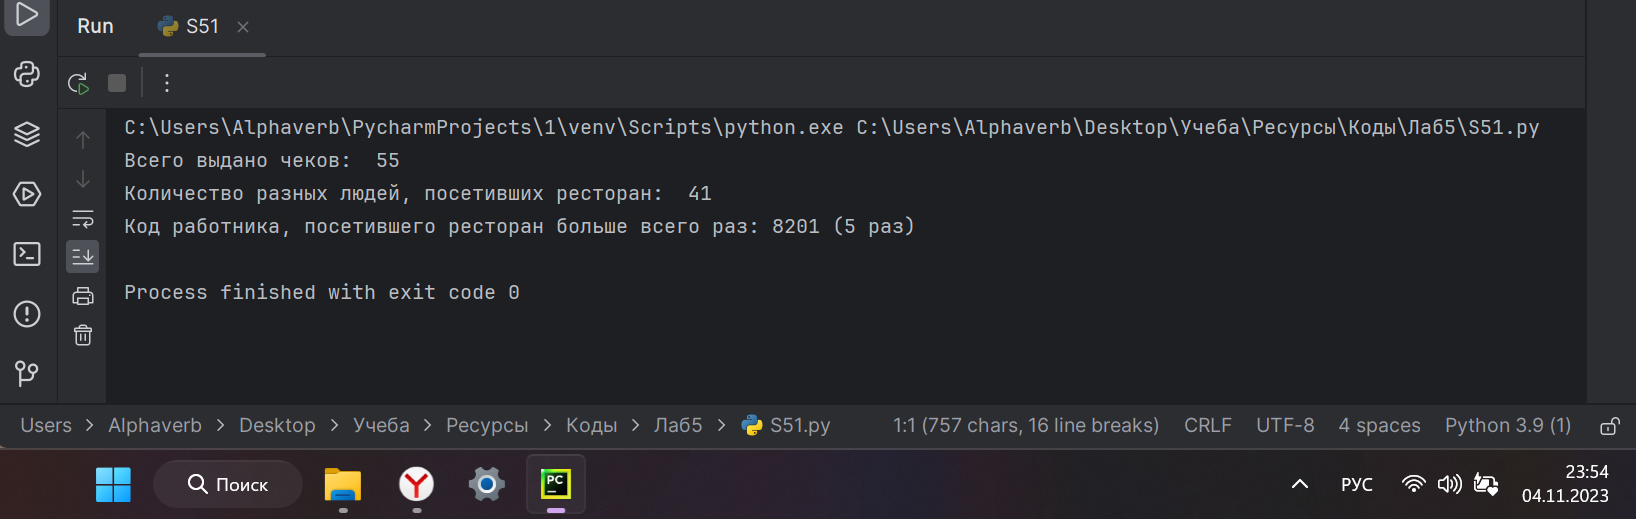 Run S51
C:\Users\Alphaverb\PycharmProjects\1\venv\Scripts\python.exe C:\Users\Alphaverb\Desktop\Учеба\Ресурсы\Коды\Лаб5\S51.py
Всего выдано чеков:  55
Количество разных людей, посетивших ресторан:  41
Код работника, посетившего ресторан больше всего раз: 8201 (5 раз)
Process finished with exit code 0
Users > Alphaverb > Desktop > Учеба > Ресурсы > Коды > Лаб5 > S51.py 1:1 (757 chars, 16 line breaks) CRLF UTF-8 4 spaces Python 3.9 (1)
Поиск PC РУС 23:54
04.11.2023